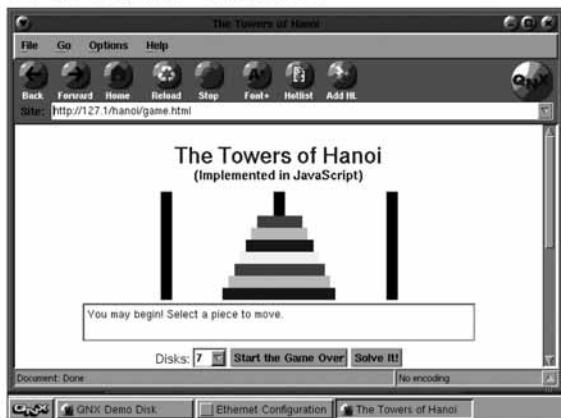 The Towers of Hanoi
File Go Options Help
Back Forward Home Reload Stop Font+ Hotlist Add HL
QNX
Site: http://127.1/hanoi/game.html
The Towers of Hanoi
(Implemented in JavaScript)
You may begin! Select a piece to move.
Disks: 7 Start the Game Over Solve It!
Document: Done No encoding
QNX QNX Demo Disk Ethernet Configuration The Towers of Hanoi